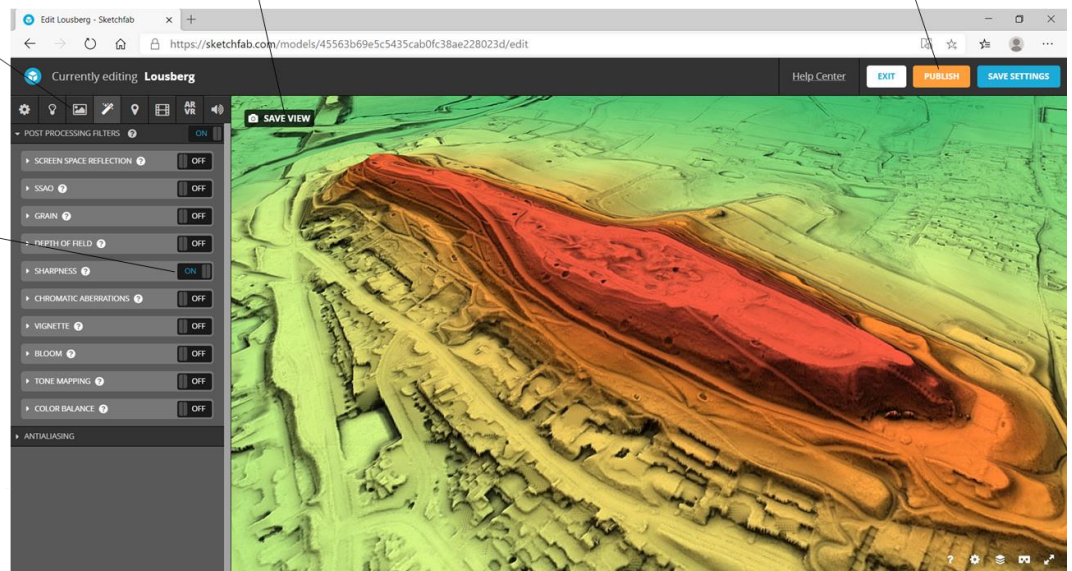 Edit Lousberg - Sketchfab
https://sketchfab.com/models/45563b69e5c5435cab0fc38ae228023d/edit
Currently editing Lousberg
Help Center
EXIT
PUBLISH
SAVE SETTINGS
AR
VR
SAVE VIEW
POST PROCESSING FILTERS ? ON
SCREEN SPACE REFLECTION ? OFF
SSAO ? OFF
GRAIN ? OFF
DEPTH OF FIELD ? OFF
SHARPNESS ? ON
CHROMATIC ABERRATIONS ? OFF
VIGNETTE ? OFF
BLOOM ? OFF
TONE MAPPING ? OFF
COLOR BALANCE ? OFF
ANTIALIASING
?